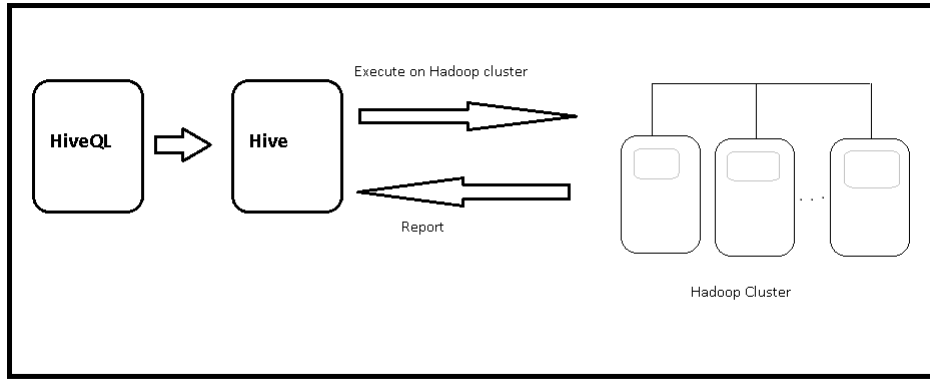 Execute on Hadoop cluster
HiveQL
Hive
. . .
Report
Hadoop Cluster